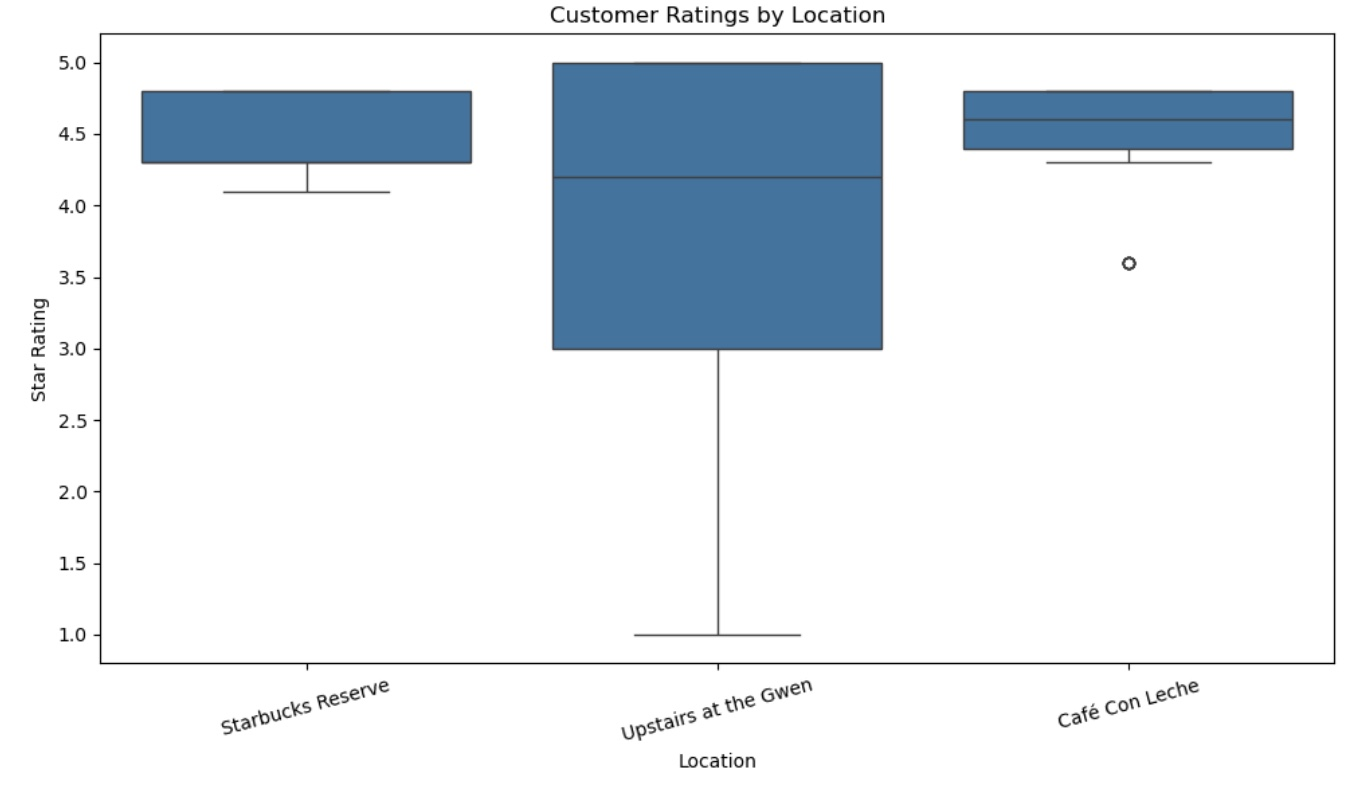 Customer Ratings by Location
Star Rating
5.0
4.5
4.0
3.5
3.0
2.5
2.0
1.5
1.0
Starbucks Reserve
Upstairs at the Gwen
Café Con Leche
Location